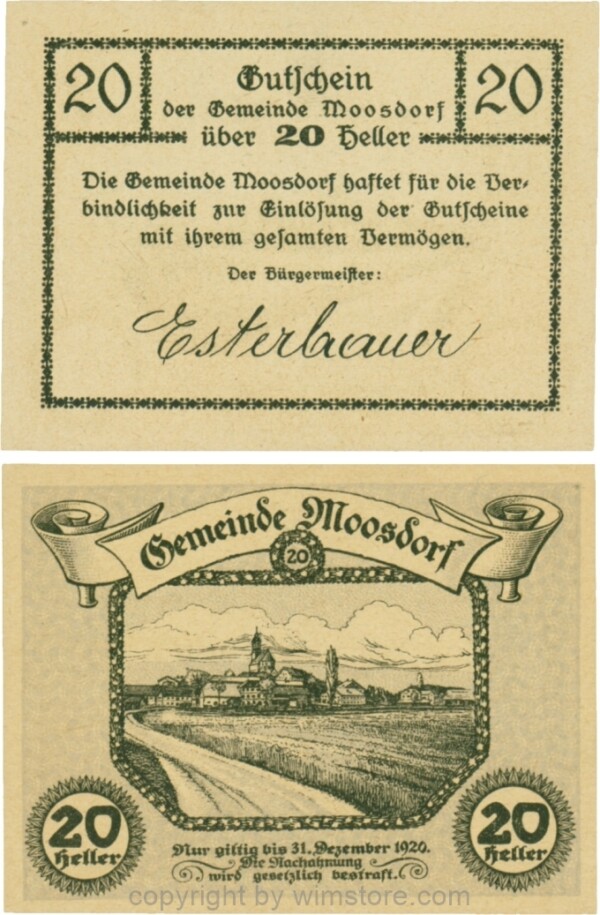 20
Gutschein
20
der Gemeinde Moosdorf
über 20 Heller
Die Gemeinde Moosdorf haftet für die Ver-
bindlichkeit zur Einlösung der Gutscheine
mit ihrem gesamten Vermögen.
Der Bürgermeister:
Esterbauer
Gemeinde Moosdorf
20
20
Heller
20
Heller
Nur giltig bis 31. Dezember 1920.
Die Nachahmung
wird gesetzlich bestraft.
copyright by wimstore.com